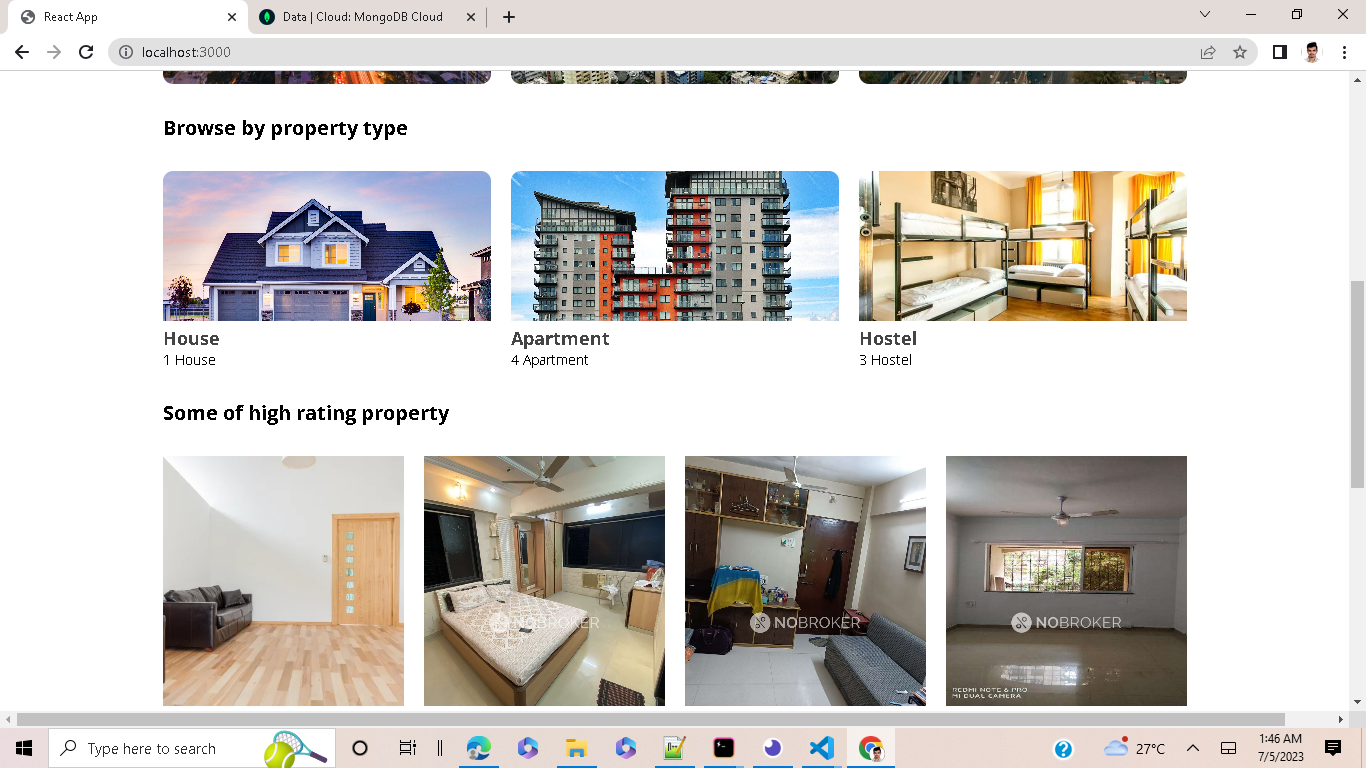 React App
Data | Cloud: MongoDB Cloud
localhost:3000
Browse by property type
House
1 House
Apartment
4 Apartment
Hostel
3 Hostel
Some of high rating property
NOBROKER
NOBROKER
NOBROKER
REDMI NOTE 6 PRO
MI DUAL CAMERA
Type here to search
27°C
1:46 AM
7/5/2023